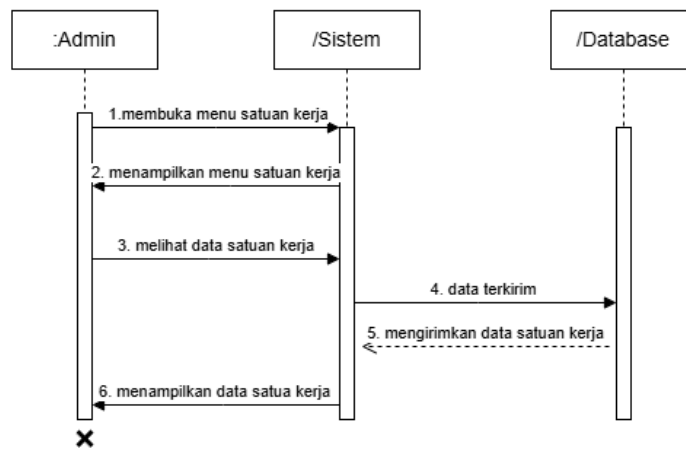 :Admin
/Sistem
/Database
1.membuka menu satuan kerja
2. menampilkan menu satuan kerja
3. melihat data satuan kerja
4. data terkirim
5. mengirimkan data satuan kerja
6. menampilkan data satua kerja